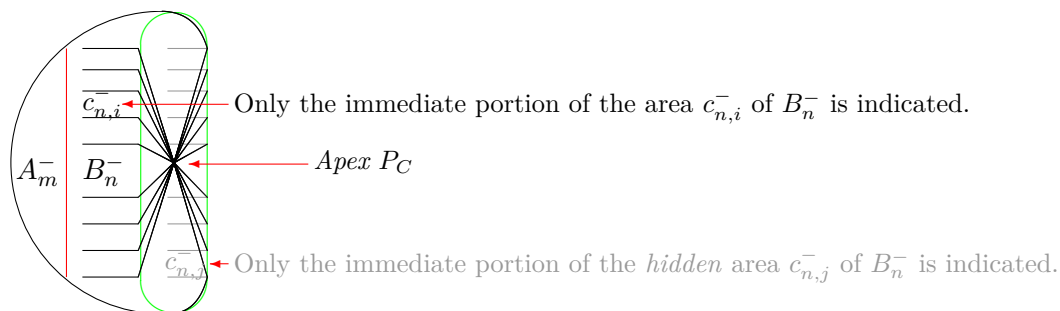 $c_{n,i}^-$ Only the immediate portion of the area $c_{n,i}^-$ of $B_n^-$ is indicated.
$A_m^-$ $B_n^-$ Apex $P_C$
$c_{n,j}^-$ Only the immediate portion of the hidden area $c_{n,j}^-$ of $B_n^-$ is indicated.